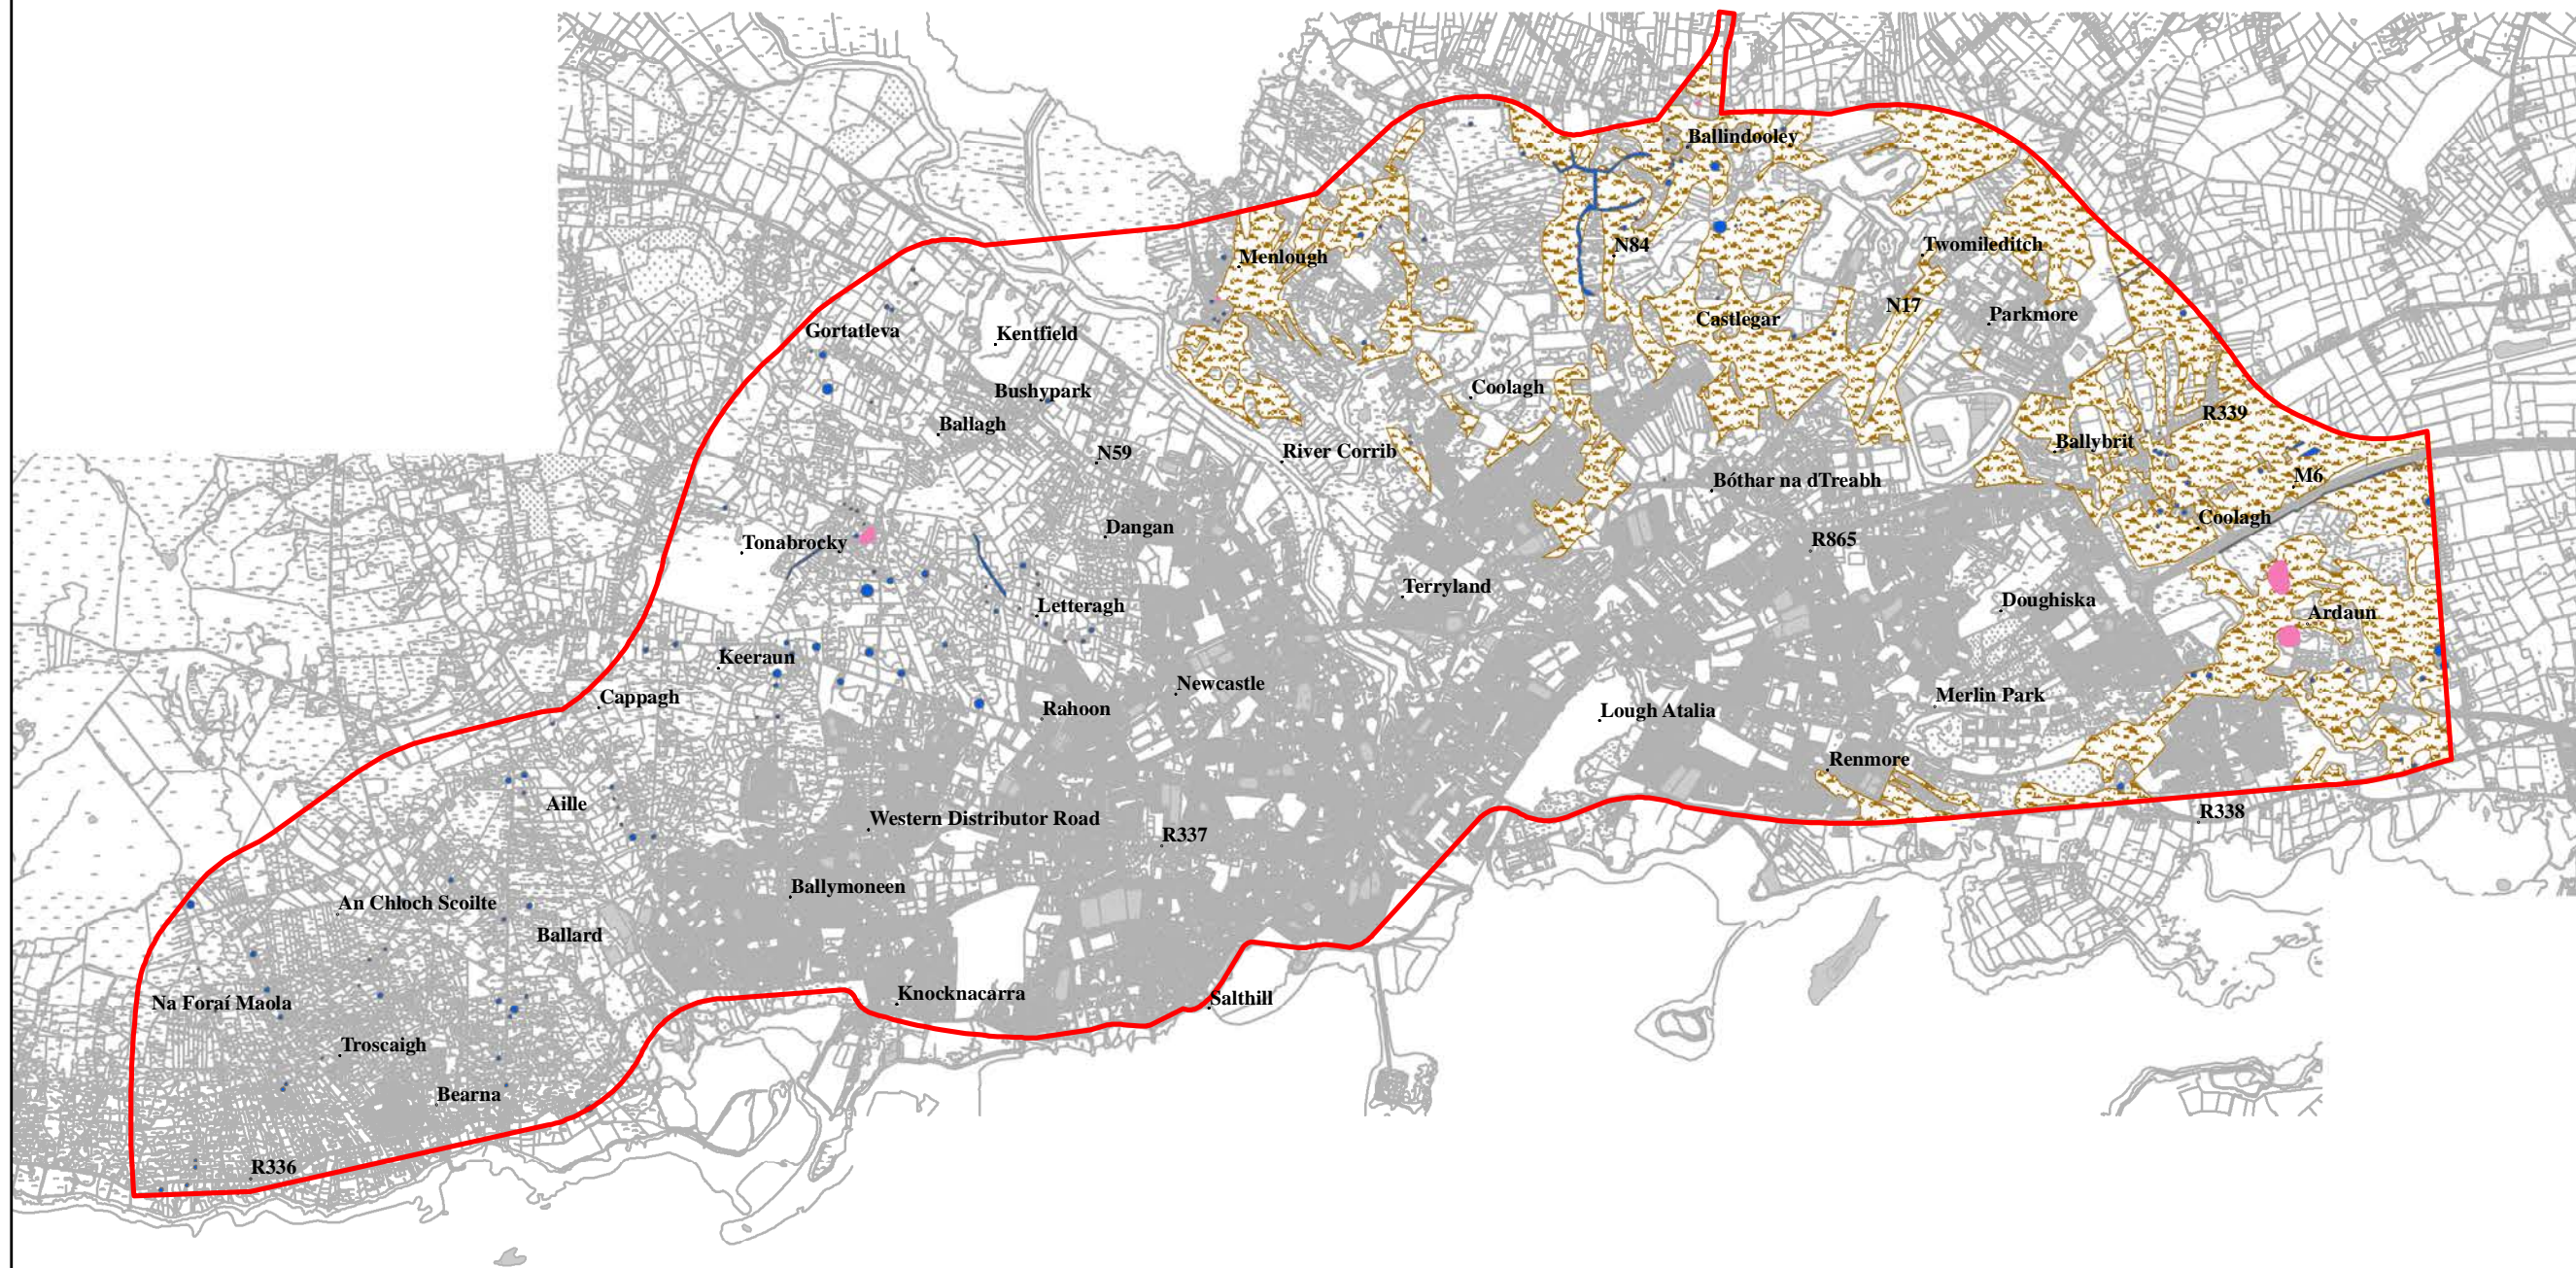 Ballindooley
Menlough
N84
Twomileditch
N17
Parkmore
Castlegar
Gortatleva
Kentfield
Bushypark
Coolagh
R339
Ballagh
Ballybrit
N59
River Corrib
M6
Bóthar na dTreabh
Coolagh
Dangan
Tonabrocky
R865
Terryland
Doughiska
Letteragh
Ardaun
Keeraun
Newcastle
Cappagh
Merlin Park
Rahoon
Lough Atalia
Renmore
Aille
R338
Western Distributor Road
R337
Ballymoneen
An Chloch Scoilte
Ballard
Knocknacarra
Salthill
Na Foraí Maola
Troscaigh
Bearna
R336